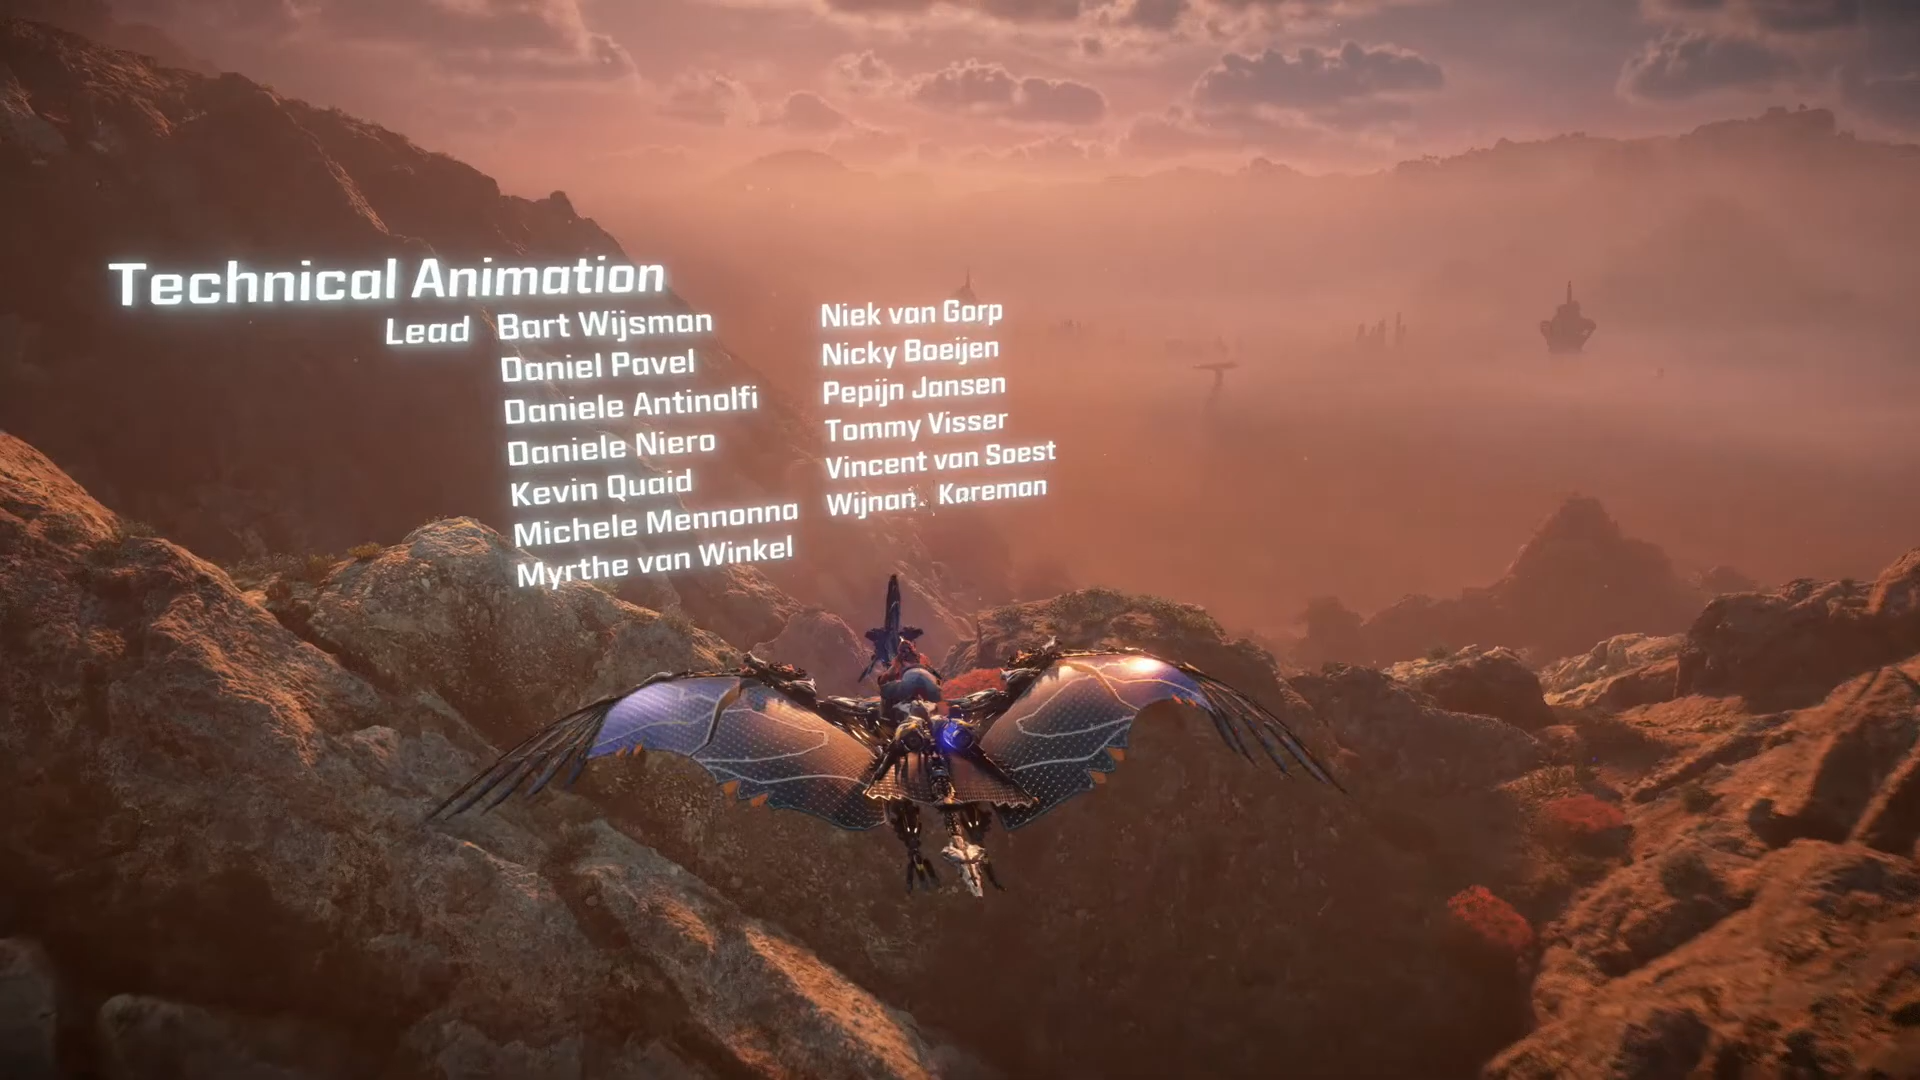 Technical Animation
Lead Bart Wijsman
Daniel Pavel
Daniele Antinolfi
Daniele Niero
Kevin Quaid
Michele Mennonna
Myrthe van Winkel
Niek van Gorp
Nicky Boeijen
Pepijn Jansen
Tommy Visser
Vincent van Soest
Kareman